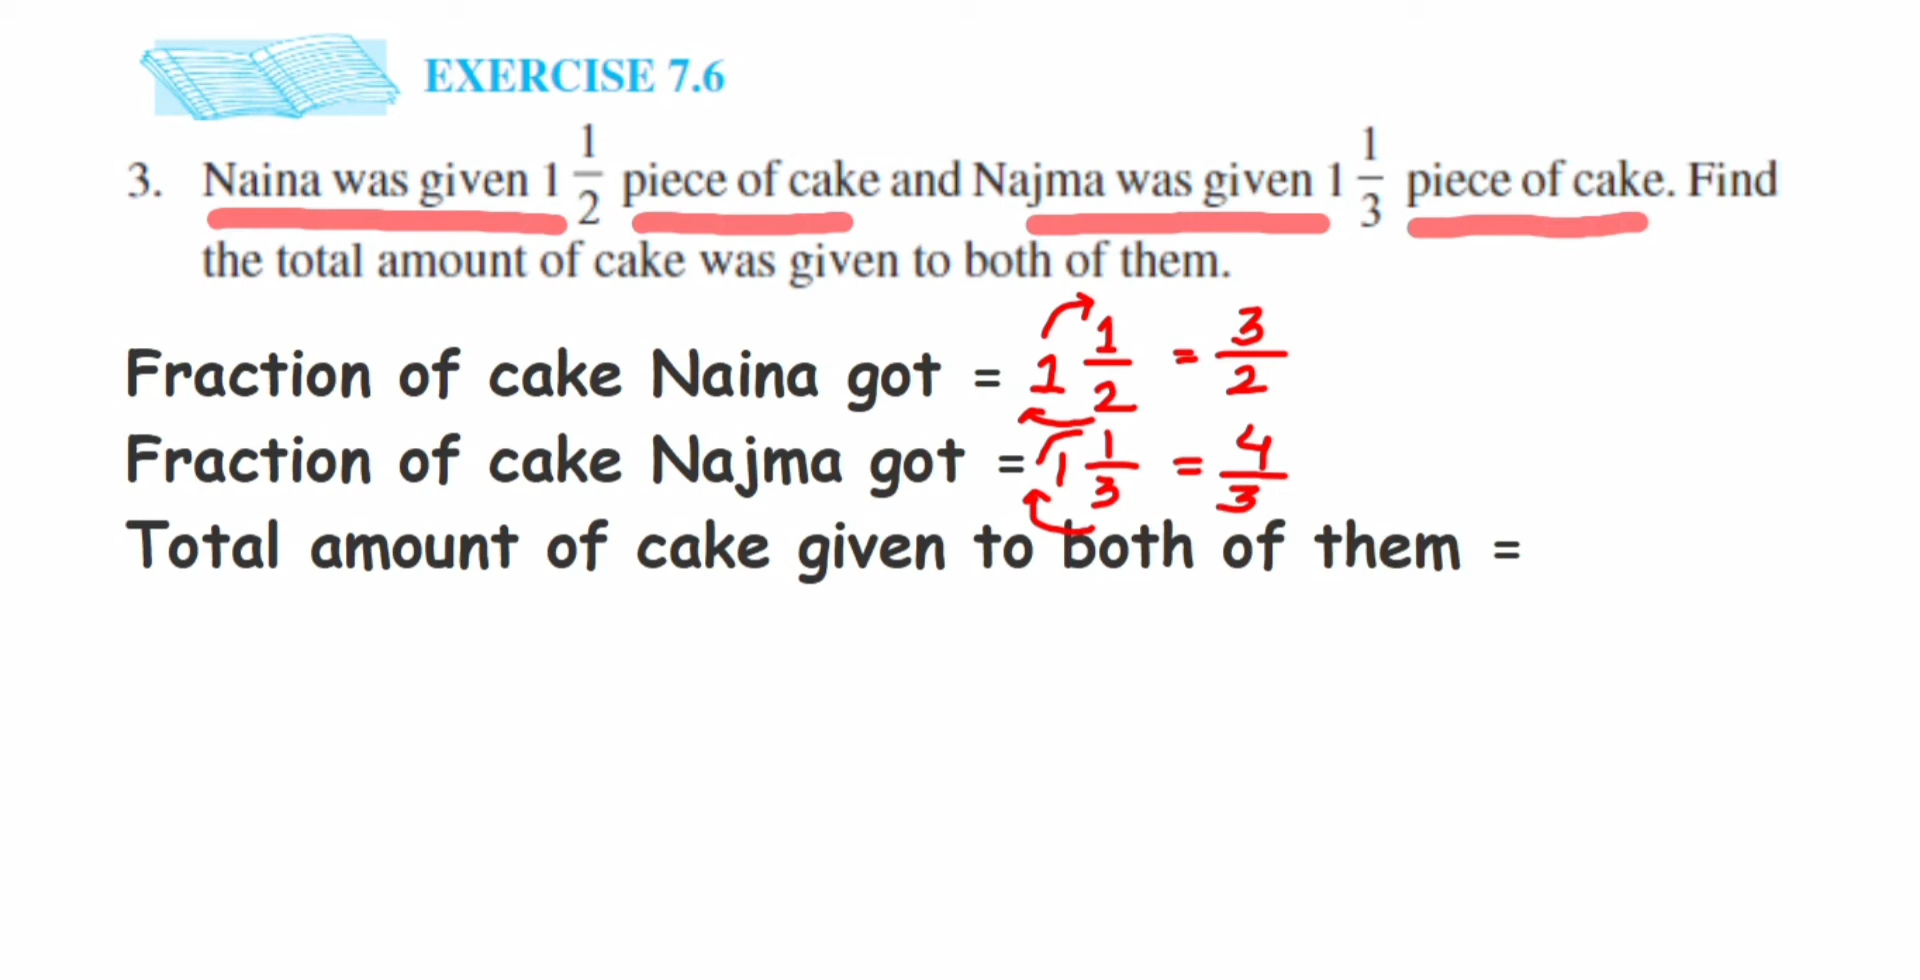 EXERCISE 7.6
3. Naina was given 1 1/2 piece of cake and Najma was given 1 1/3 piece of cake. Find
the total amount of cake was given to both of them.
Fraction of cake Naina got = 1 1/2 = 3/2
Fraction of cake Najma got = 1 1/3 = 4/3
Total amount of cake given to both of them =